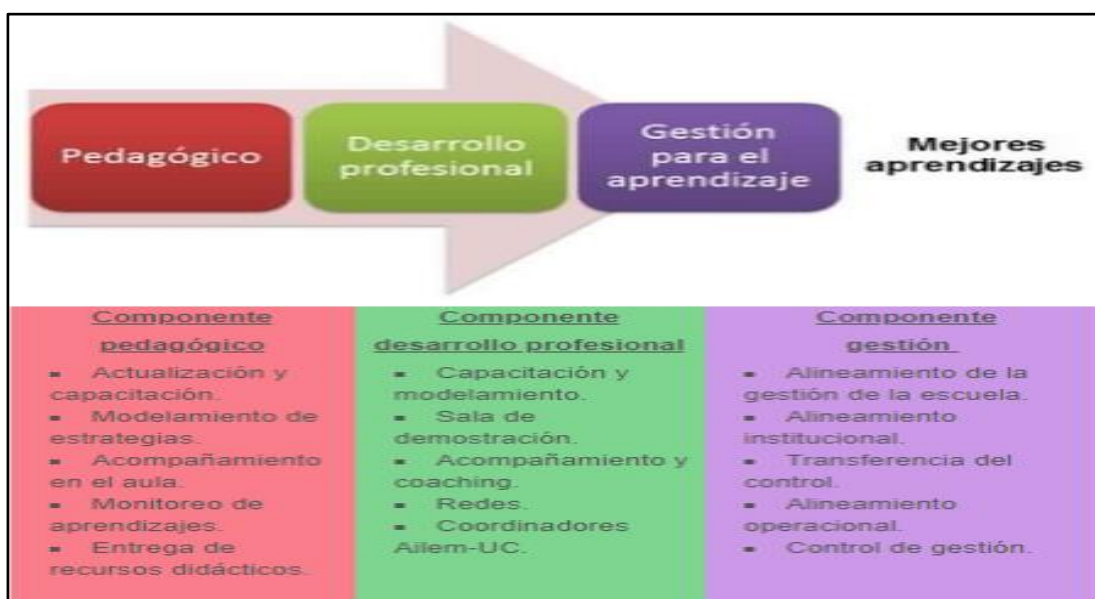 Pedagógico
Desarrollo
profesional
Gestión
para el
aprendizaje
Mejores
aprendizajes
Componente
pedagógico
▪ Actualización y
capacitación.
▪ Modelamiento de
estrategias.
▪ Acompañamiento
en el aula.
▪ Monitoreo de
aprendizajes.
▪ Entrega de
recursos didácticos.
Componente
desarrollo profesional
▪ Capacitación y
modelamiento.
▪ Sala de
demostración.
▪ Acompañamiento y
coaching.
▪ Redes.
▪ Coordinadores
Ailem-UC.
Componente
gestión
▪ Alineamiento de la
gestión de la escuela.
▪ Alineamiento
institucional.
▪ Transferencia del
control.
▪ Alineamiento
operacional.
▪ Control de gestión.